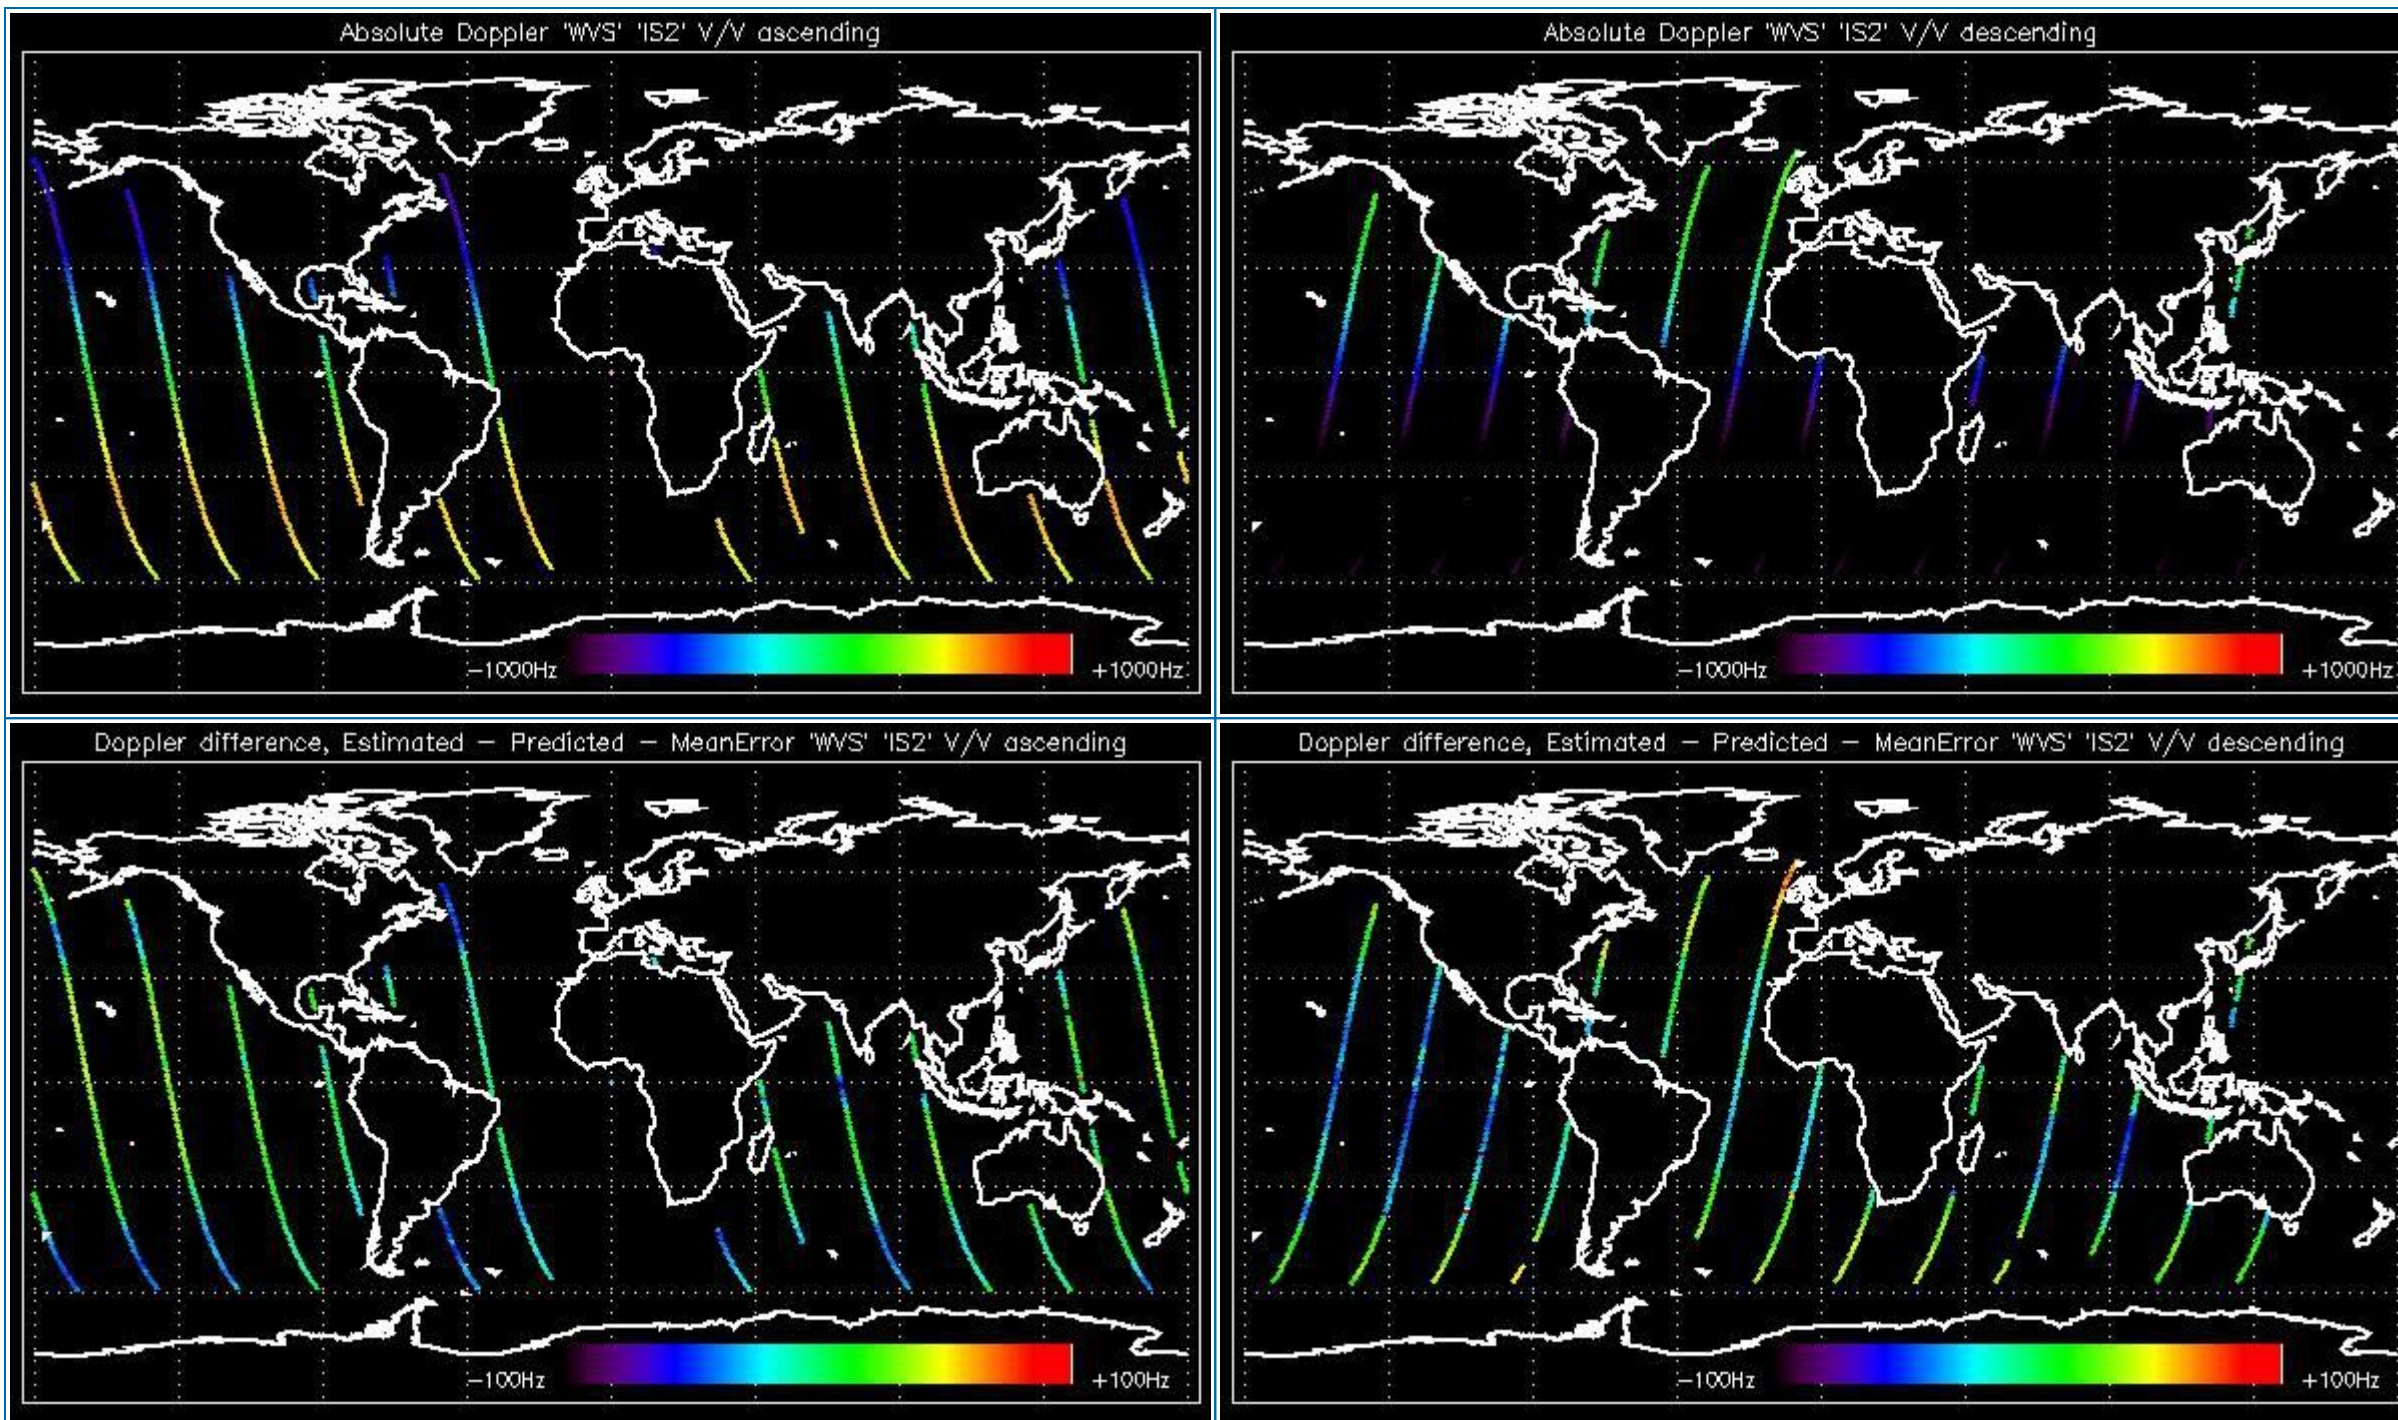 Absolute Doppler 'WVS' 'IS2' V/V ascending
-1000Hz
+1000Hz
Absolute Doppler 'WVS' 'IS2' V/V descending
-1000Hz
+1000Hz
Doppler difference, Estimated - Predicted - MeanError 'WVS' 'IS2' V/V ascending
-100Hz
+100Hz
Doppler difference, Estimated - Predicted - MeanError 'WVS' 'IS2' V/V descending
-100Hz
+100Hz